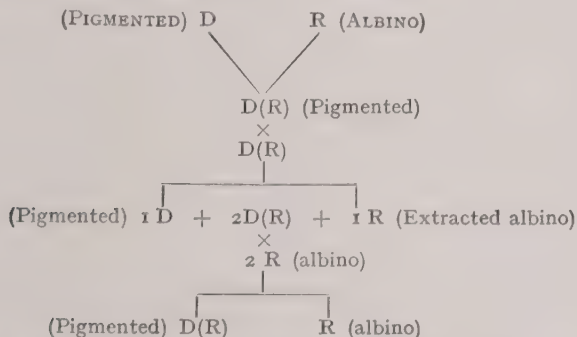 (PIGMENTED) D R (ALBINO)
D(R) (Pigmented)
×
D(R)
(Pigmented) 1 D + 2D(R) + 1 R (Extracted albino)
×
2 R (albino)
(Pigmented) D(R) R (albino)